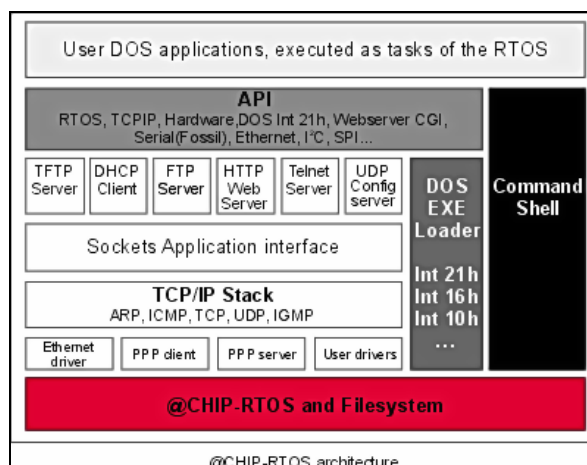 User DOS applications, executed as tasks of the RTOS
API
RTOS, TCPIP, Hardware,DOS Int 21h, Webserver CGI,
Serial(Fossil), Ethernet, I²C, SPI...
TFTP
Server
DHCP
Client
FTP
Server
HTTP
Web
Server
Telnet
Server
UDP
Config
server
DOS
EXE
Loader
Int 21h
Int 16h
Int 10h
...
Command
Shell
Sockets Application interface
TCP/IP Stack
ARP, ICMP, TCP, UDP, IGMP
Ethernet
driver
PPP client
PPP server
User drivers
@CHIP-RTOS and Filesystem
@CHIP-RTOS architecture